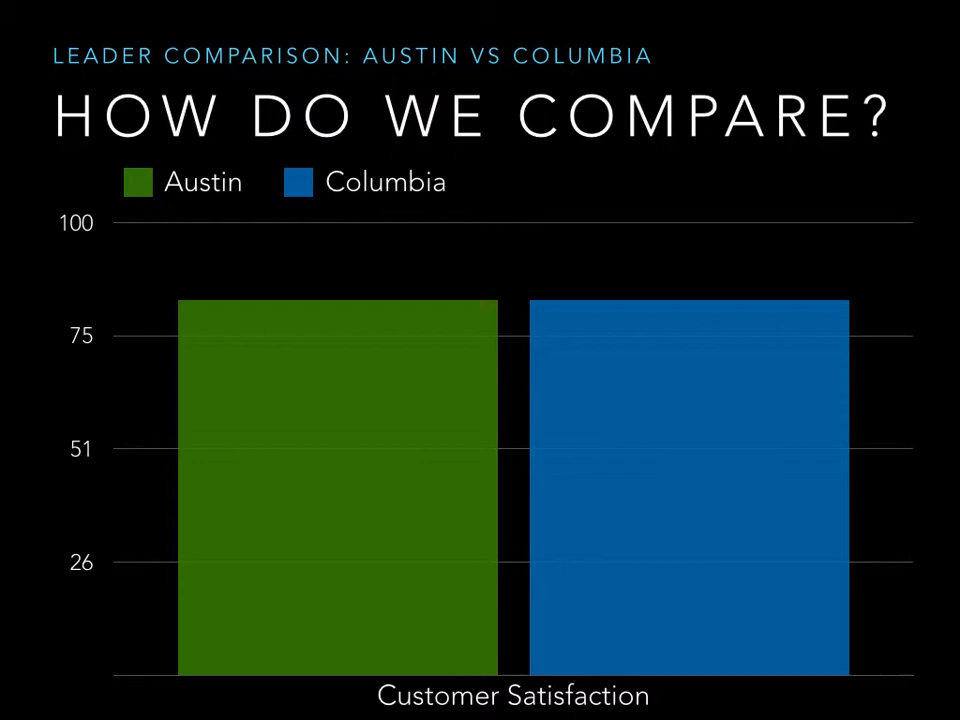 LEADER COMPARISON: AUSTIN VS COLUMBIA
HOW DO WE COMPARE?
Austin Columbia
100
75
51
26
Customer Satisfaction